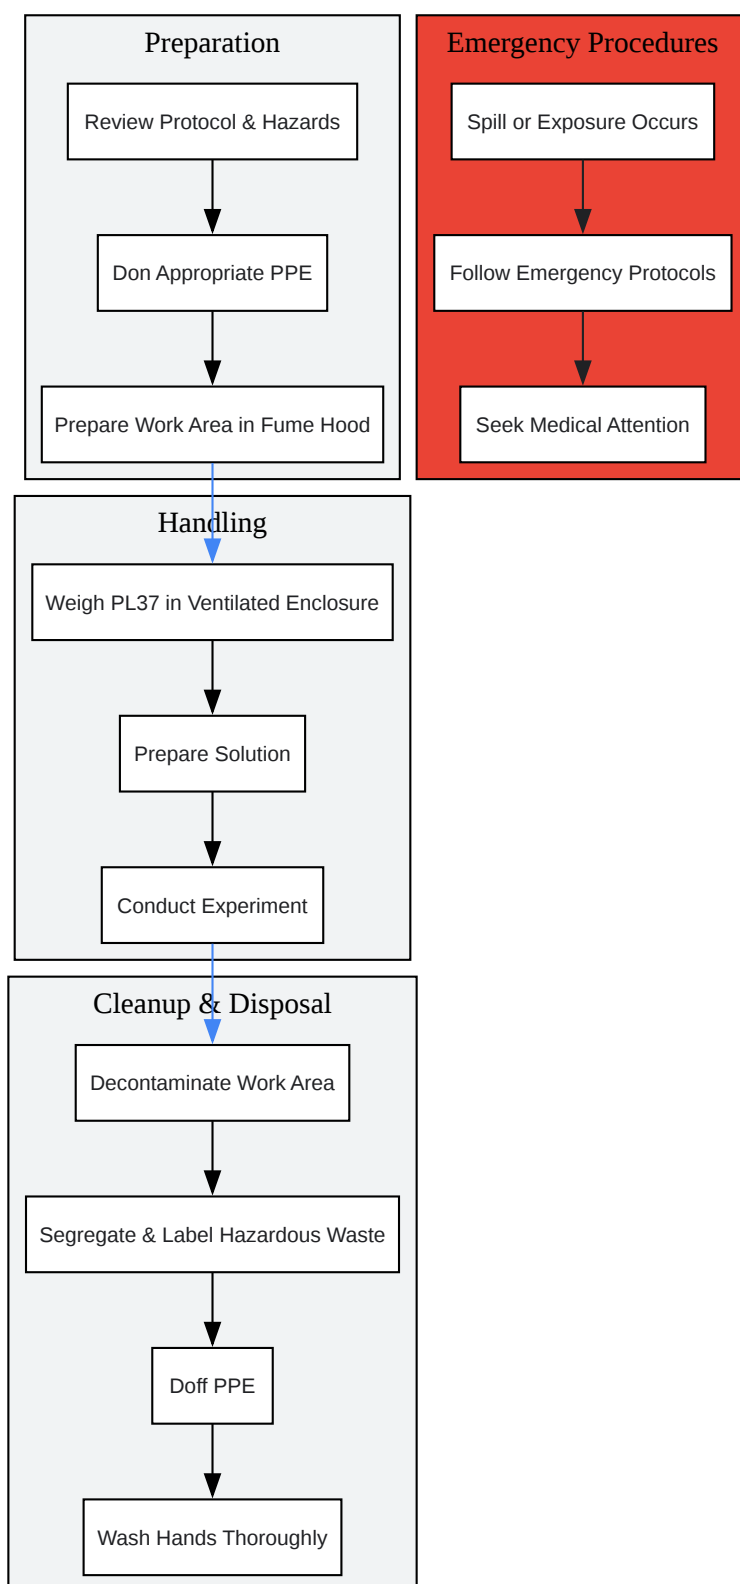 Preparation
Review Protocol & Hazards
Don Appropriate PPE
Prepare Work Area in Fume Hood
Emergency Procedures
Spill or Exposure Occurs
Follow Emergency Protocols
Seek Medical Attention
Handling
Weigh PL37 in Ventilated Enclosure
Prepare Solution
Conduct Experiment
Cleanup & Disposal
Decontaminate Work Area
Segregate & Label Hazardous Waste
Doff PPE
Wash Hands Thoroughly